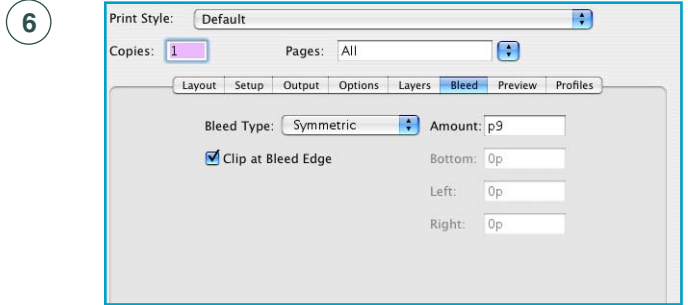 6
Print Style: Default
Copies: 1 Pages: All
Layout Setup Output Options Layers Bleed Preview Profiles
Bleed Type: Symmetric Amount: p9
Clip at Bleed Edge Bottom: 0p
Left: 0p
Right: 0p